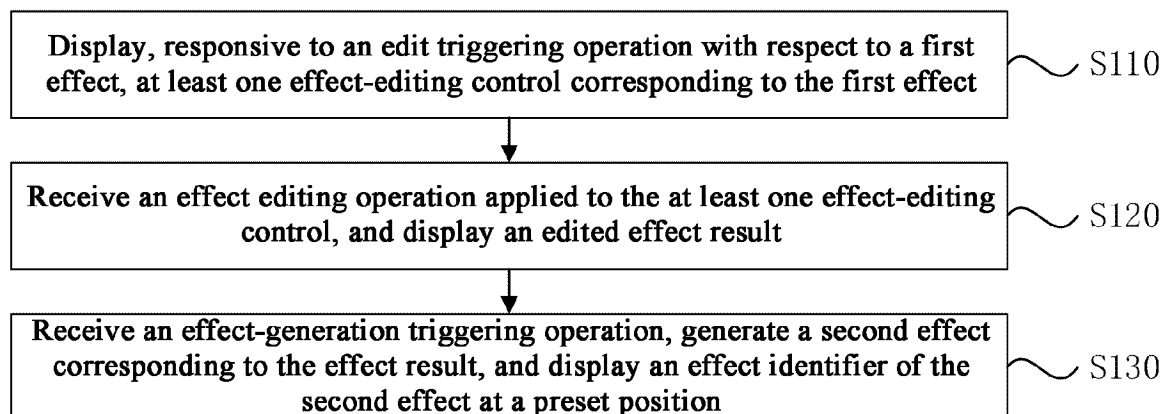 Display, responsive to an edit triggering operation with respect to a first
effect, at least one effect-editing control corresponding to the first effect
S110
Receive an effect editing operation applied to the at least one effect-editing
control, and display an edited effect result
S120
Receive an effect-generation triggering operation, generate a second effect
corresponding to the effect result, and display an effect identifier of the
second effect at a preset position
S130